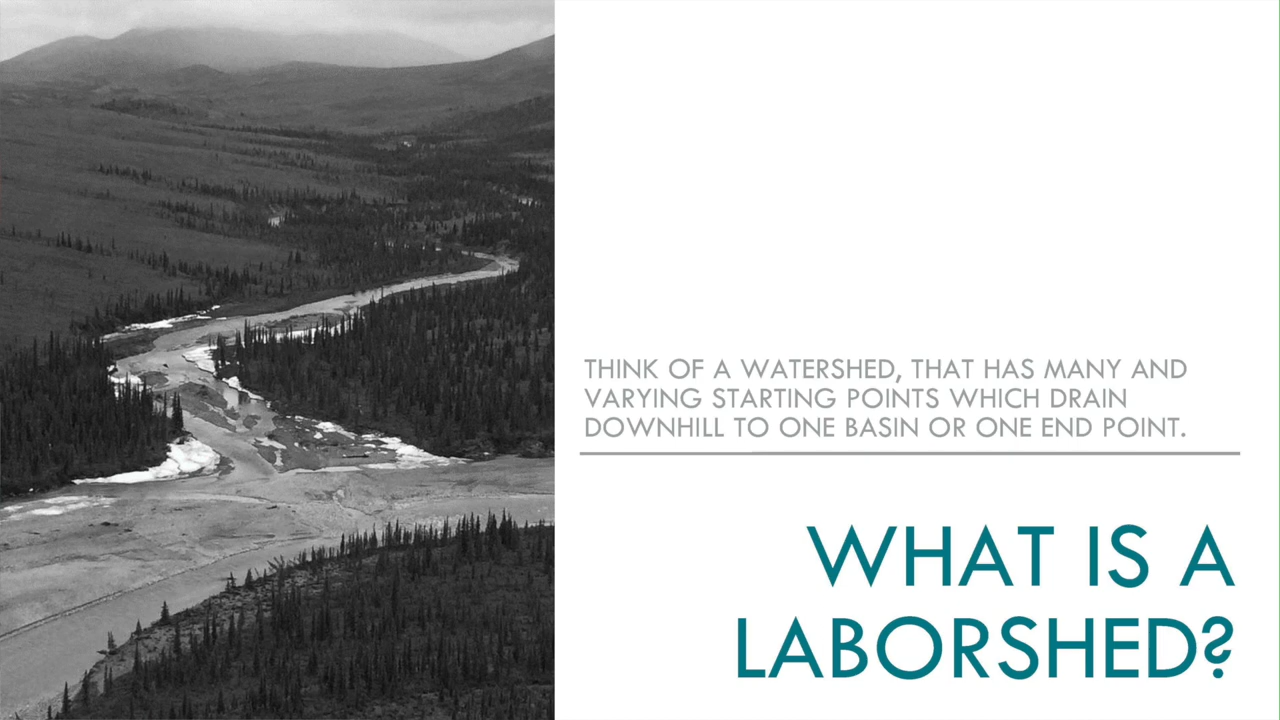 THINK OF A WATERSHED, THAT HAS MANY AND
VARYING STARTING POINTS WHICH DRAIN
DOWNHILL TO ONE BASIN OR ONE END POINT.
WHAT IS A
LABORSHED?